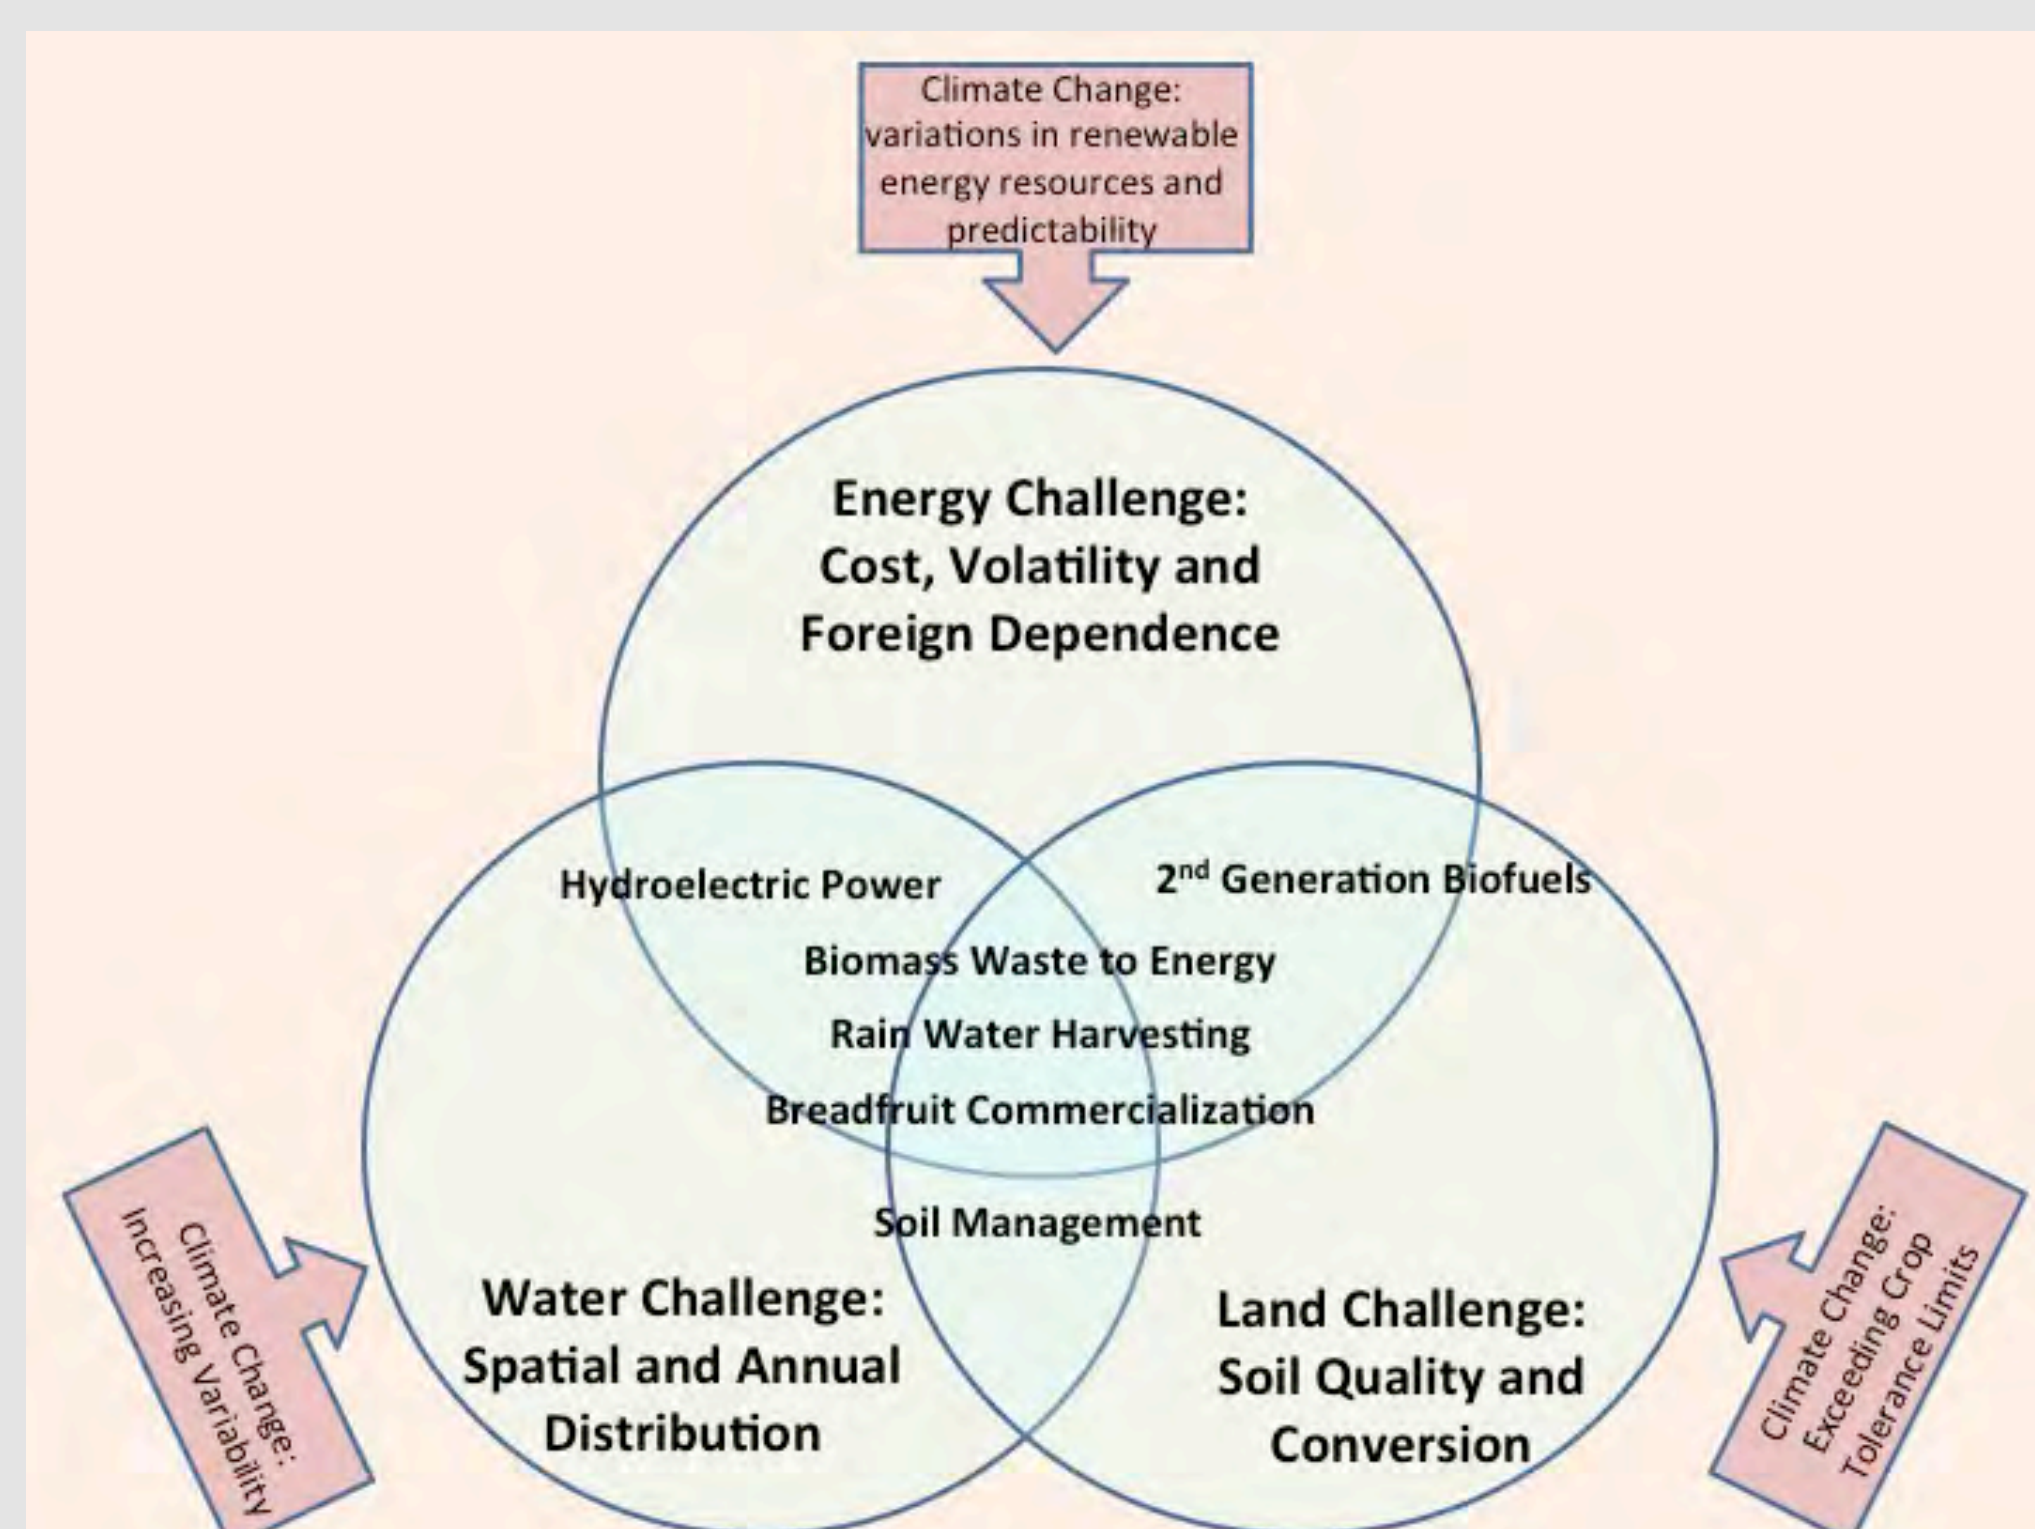 Climate Change:
variations in renewable
energy resources and
predictability
Energy Challenge:
Cost, Volatility and
Foreign Dependence
Hydroelectric Power
2nd Generation Biofuels
Biomass Waste to Energy
Rain Water Harvesting
Breadfruit Commercialization
Soil Management
Climate Change:
Increasing Variability
Water Challenge:
Spatial and Annual
Distribution
Land Challenge:
Soil Quality and
Conversion
Climate Change:
Exceeding Crop
Tolerance Limits